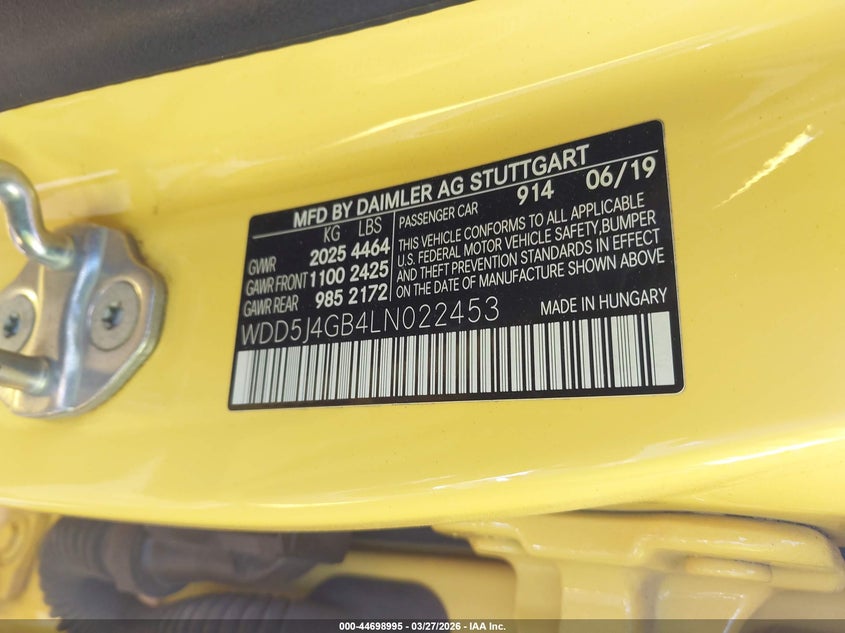 MFD BY DAIMLER AG STUTTGART
KG LBS
GVWR 2025 4464
GAWR FRONT 1100 2425
GAWR REAR 985 2172
914 06/19
PASSENGER CAR
THIS VEHICLE CONFORMS TO ALL APPLICABLE
U.S. FEDERAL MOTOR VEHICLE SAFETY, BUMPER
AND THEFT PREVENTION STANDARDS IN EFFECT
ON THE DATE OF MANUFACTURE SHOWN ABOVE
WDD5J4GB4LN022453
MADE IN HUNGARY
000-44698995 - 03/27/2026 - IAA Inc.